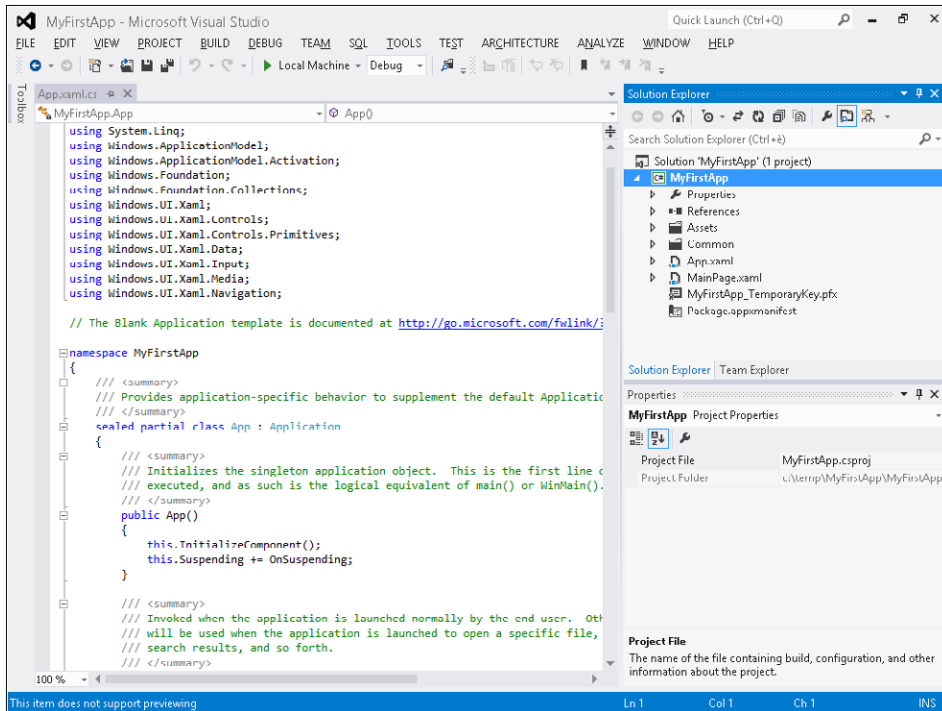 MyFirstApp - Microsoft Visual Studio
Quick Launch (Ctrl+Q)
FILE EDIT VIEW PROJECT BUILD DEBUG TEAM SQL TOOLS TEST ARCHITECTURE ANALYZE WINDOW HELP
Local Machine Debug
Toolbox
App.xaml.cs
MyFirstApp.App
App()
using System.Linq;
using Windows.ApplicationModel;
using Windows.ApplicationModel.Activation;
using Windows.Foundation;
using Windows.Foundation.Collections;
using Windows.UI.Xaml;
using Windows.UI.Xaml.Controls;
using Windows.UI.Xaml.Controls.Primitives;
using Windows.UI.Xaml.Data;
using Windows.UI.Xaml.Input;
using Windows.UI.Xaml.Media;
using Windows.UI.Xaml.Navigation;
// The Blank Application template is documented at http://go.microsoft.com/fwlink/?
namespace MyFirstApp
{
/// <summary>
/// Provides application-specific behavior to supplement the default Applicatio
/// </summary>
sealed partial class App : Application
{
/// <summary>
/// Initializes the singleton application object.  This is the first line o
/// executed, and as such is the logical equivalent of main() or WinMain().
/// </summary>
public App()
{
this.InitializeComponent();
this.Suspending += OnSuspending;
}
/// <summary>
/// Invoked when the application is launched normally by the end user.  Oth
/// will be used when the application is launched to open a specific file,
/// search results, and so forth.
/// </summary>
100 %
Solution Explorer
Search Solution Explorer (Ctrl+è)
Solution 'MyFirstApp' (1 project)
C# MyFirstApp
Properties
References
Assets
Common
App.xaml
MainPage.xaml
MyFirstApp_TemporaryKey.pfx
Package.appxmanifest
Solution Explorer Team Explorer
Properties
MyFirstApp Project Properties
Project File MyFirstApp.csproj
Project Folder c:\temp\MyFirstApp\MyFirstApp
Project File
The name of the file containing build, configuration, and other
information about the project.
This item does not support previewing
Ln 1 Col 1 Ch 1 INS